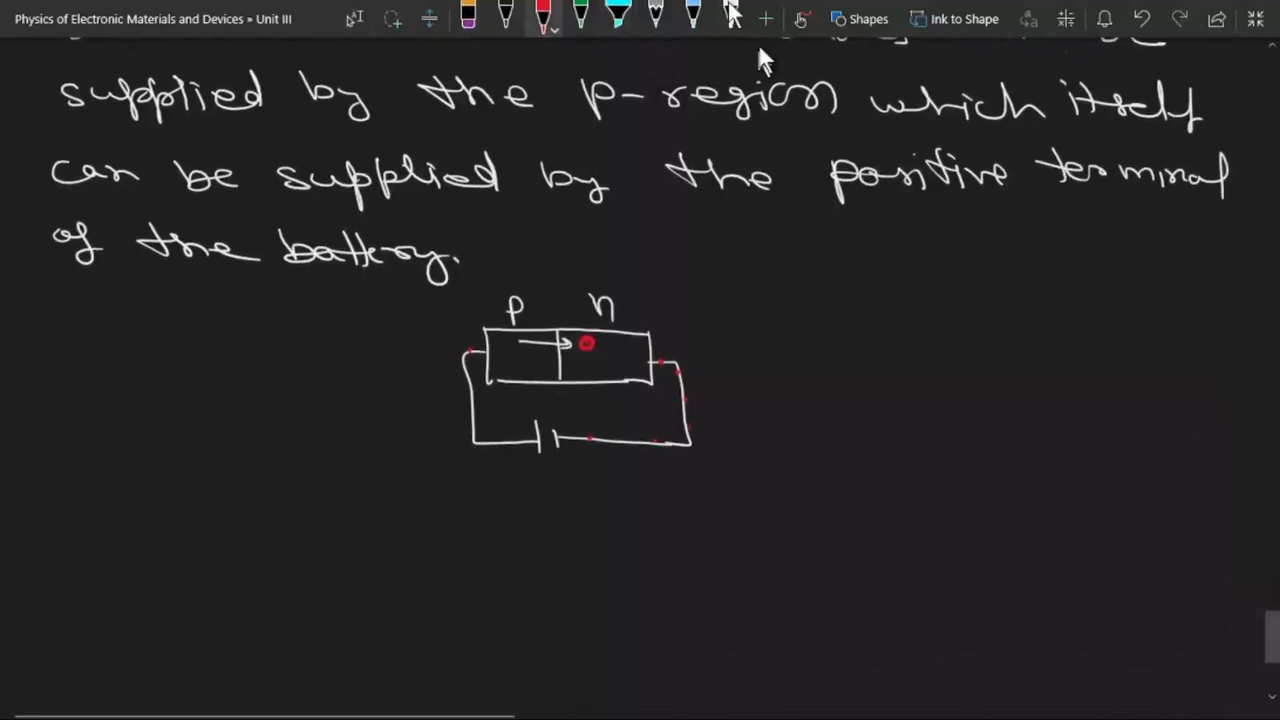 Physics of Electronic Materials and Devices » Unit III
Shapes
Ink to Shape
supplied by the p-region which itself
can be supplied by the positive terminal
of the battery.
p n